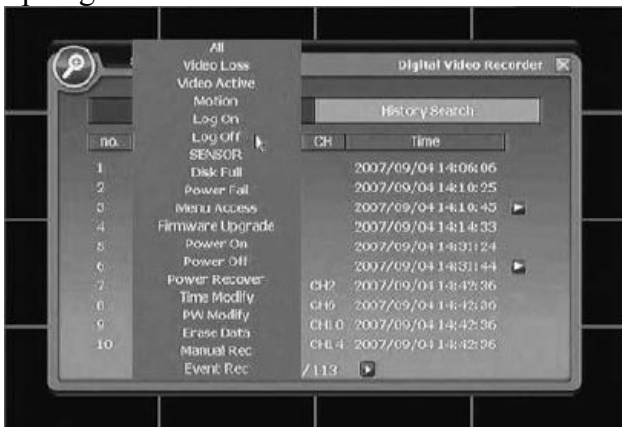 All
Video Loss
Digital Video Recorder
Video Active
Motion
History Search
Log On
no.
Log Off
CH
Time
SENSOR
1
Disk Full
2007/09/04 14:06:06
2
Power Fail
2007/09/04 14:10:25
3
Menu Access
2007/09/04 14:10:45
4
Firmware Upgrade
2007/09/04 14:14:33
5
Power On
2007/09/04 14:31:24
6
Power Off
2007/09/04 14:31:44
7
Power Recover
CH2 2007/09/04 14:42:36
8
Time Modify
CH6 2007/09/04 14:42:36
PW Modify
9
Erase Data
CH10 2007/09/04 14:42:36
10
Manual Rec
CH14 2007/09/04 14:42:36
Event Rec
/113